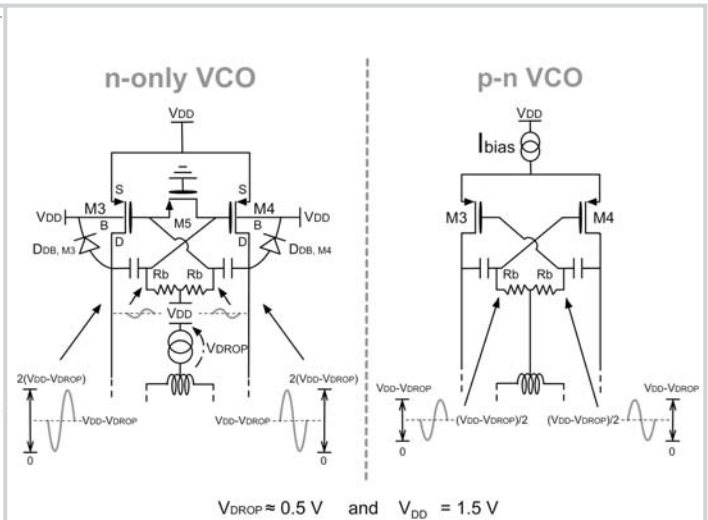 n-only VCO
p-n VCO
VDD
VDD
Ibias
S
S
M3
M4
M3
M4
VDD
B
M5
B
VDD
D
D
DDB, M3
DDB, M4
Rb
Rb
Rb
Rb
VDD
VDROP
2(VDD-VDROP)
2(VDD-VDROP)
VDD-VDROP
VDD-VDROP
VDD-VDROP
VDD-VDROP
(VDD-VDROP)/2
(VDD-VDROP)/2
0
0
0
0
VDROP ≈ 0.5 V and VDD = 1.5 V